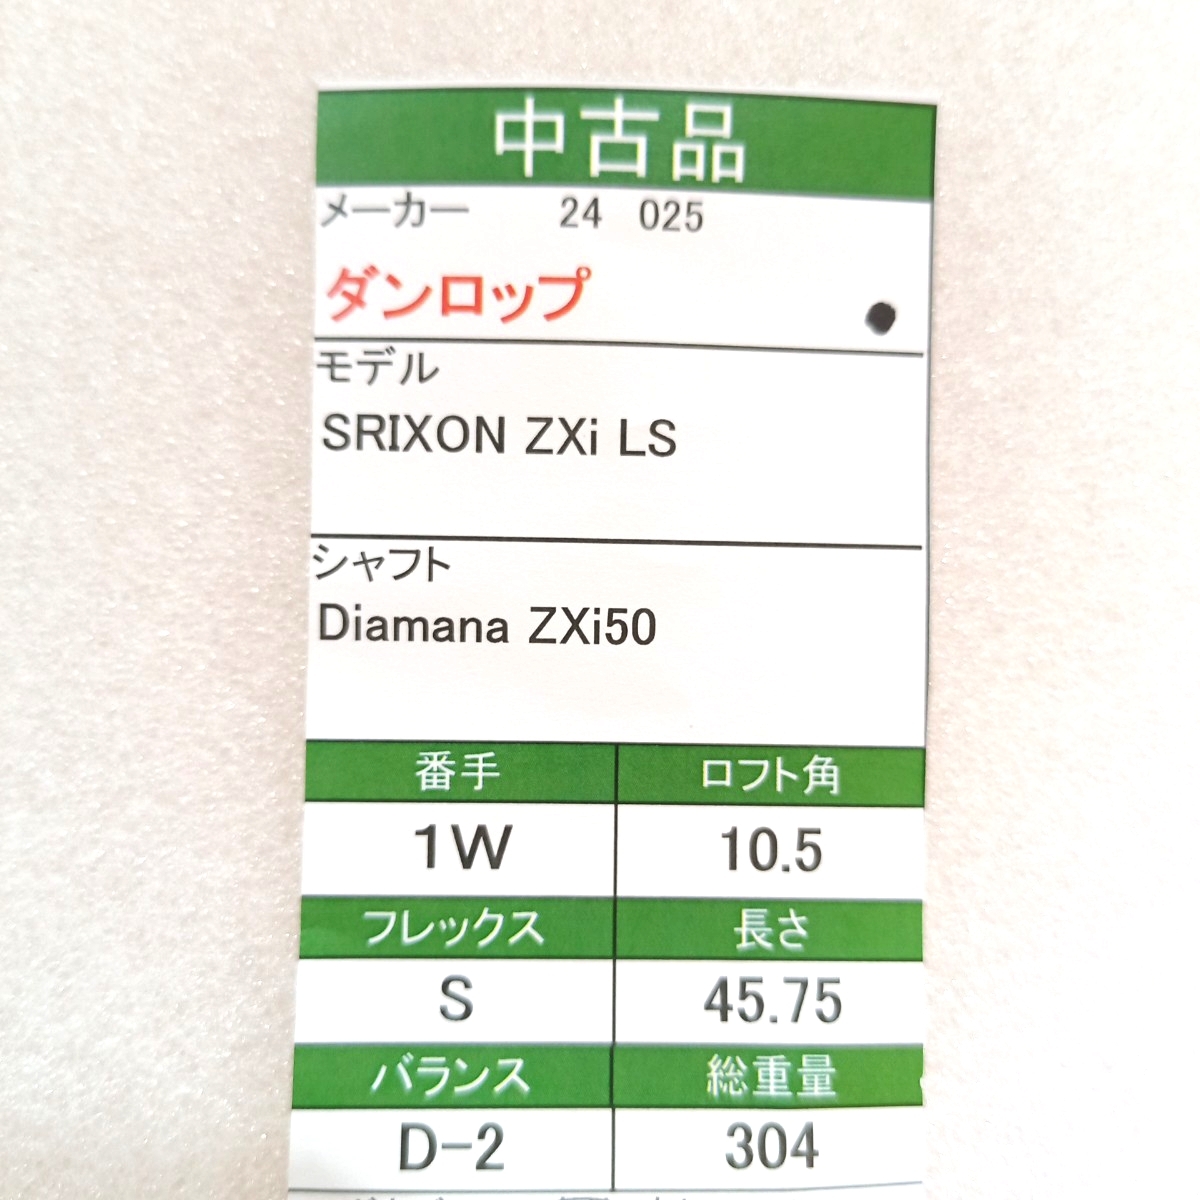 中古品
メーカー 24 025
ダンロップ
モデル
SRIXON ZXi LS
シャフト
Diamana ZXi50
番手 ロフト角
1W 10.5
フレックス 長さ
S 45.75
バランス 総重量
D-2 304